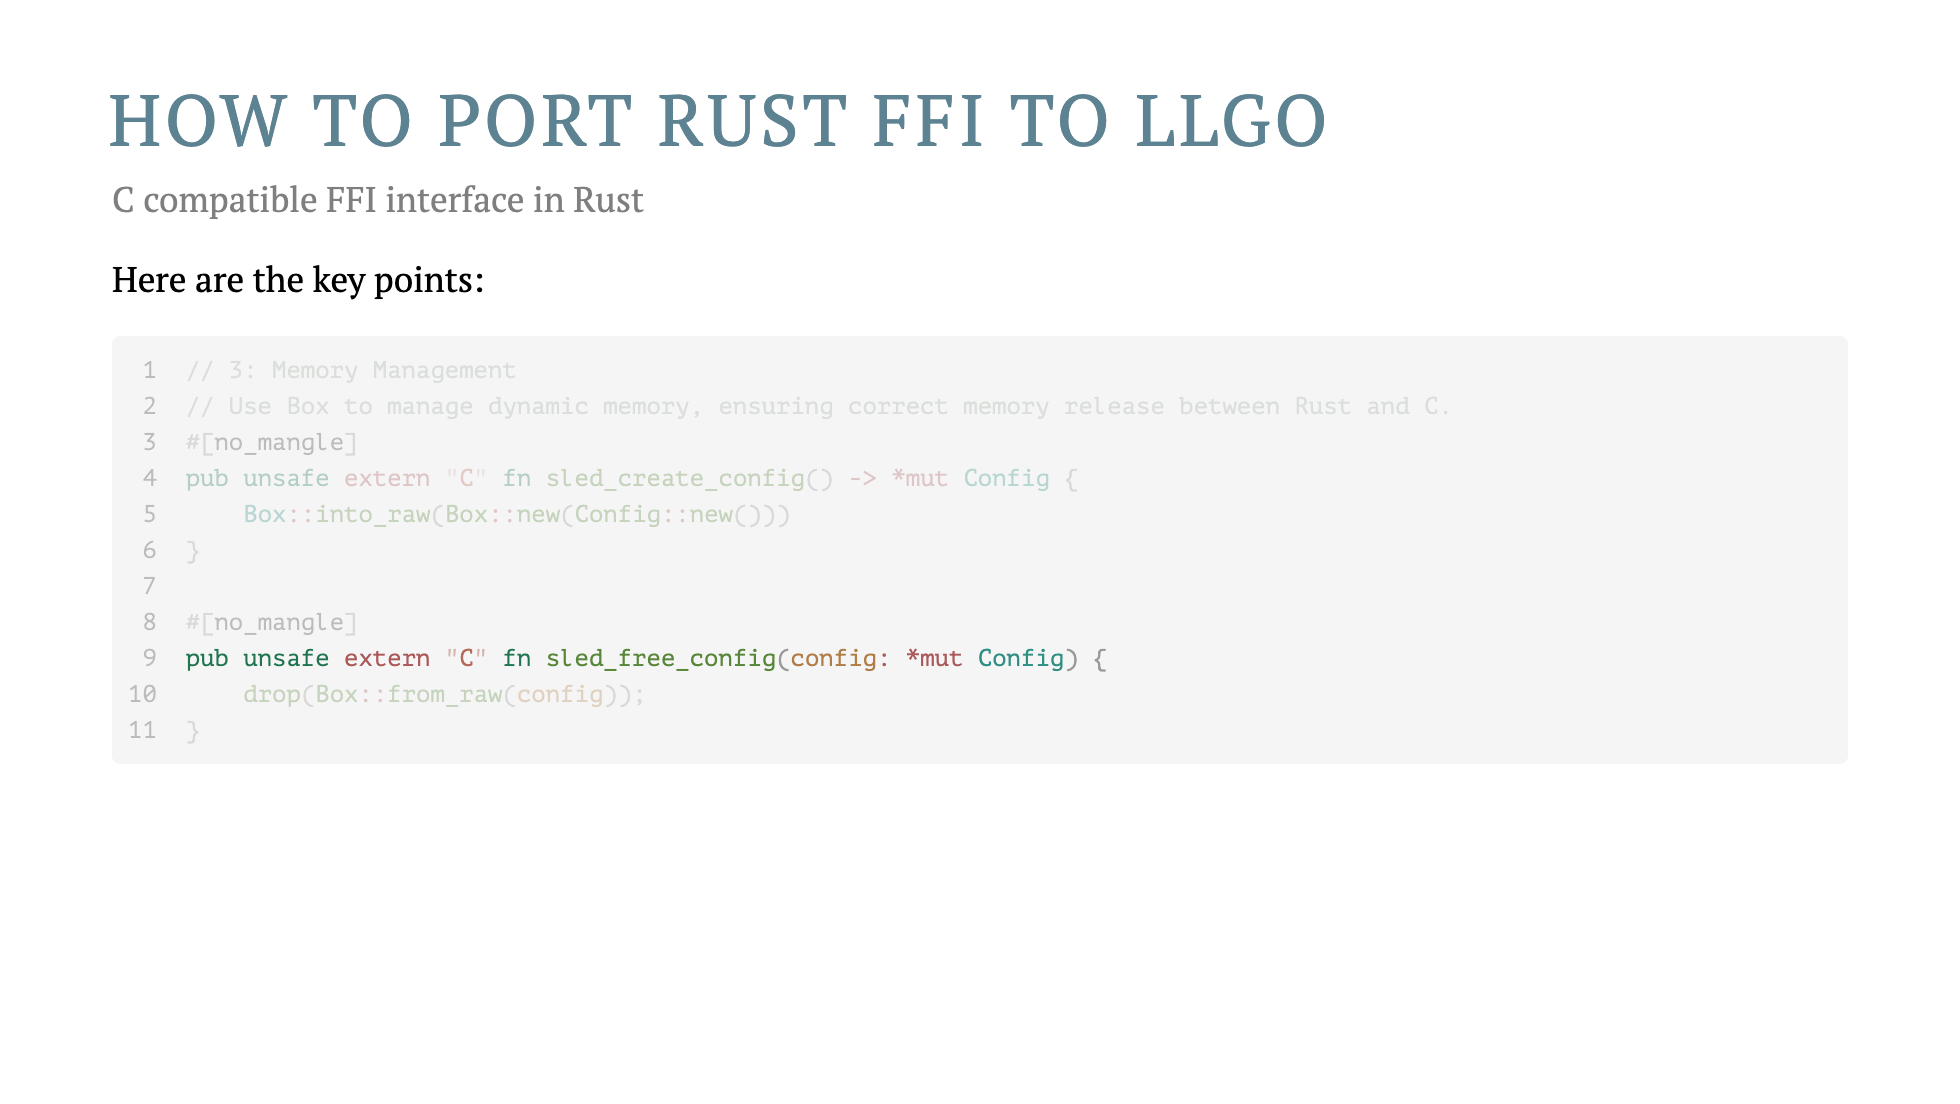 HOW TO PORT RUST FFI TO LLGO
C compatible FFI interface in Rust
Here are the key points:
1 // 3: Memory Management
2 // Use Box to manage dynamic memory, ensuring correct memory release between Rust and C.
3 #[no_mangle]
4 pub unsafe extern "C" fn sled_create_config() -> *mut Config {
5     Box::into_raw(Box::new(Config::new()))
6 }
7
8 #[no_mangle]
9 pub unsafe extern "C" fn sled_free_config(config: *mut Config) {
10     drop(Box::from_raw(config));
11 }